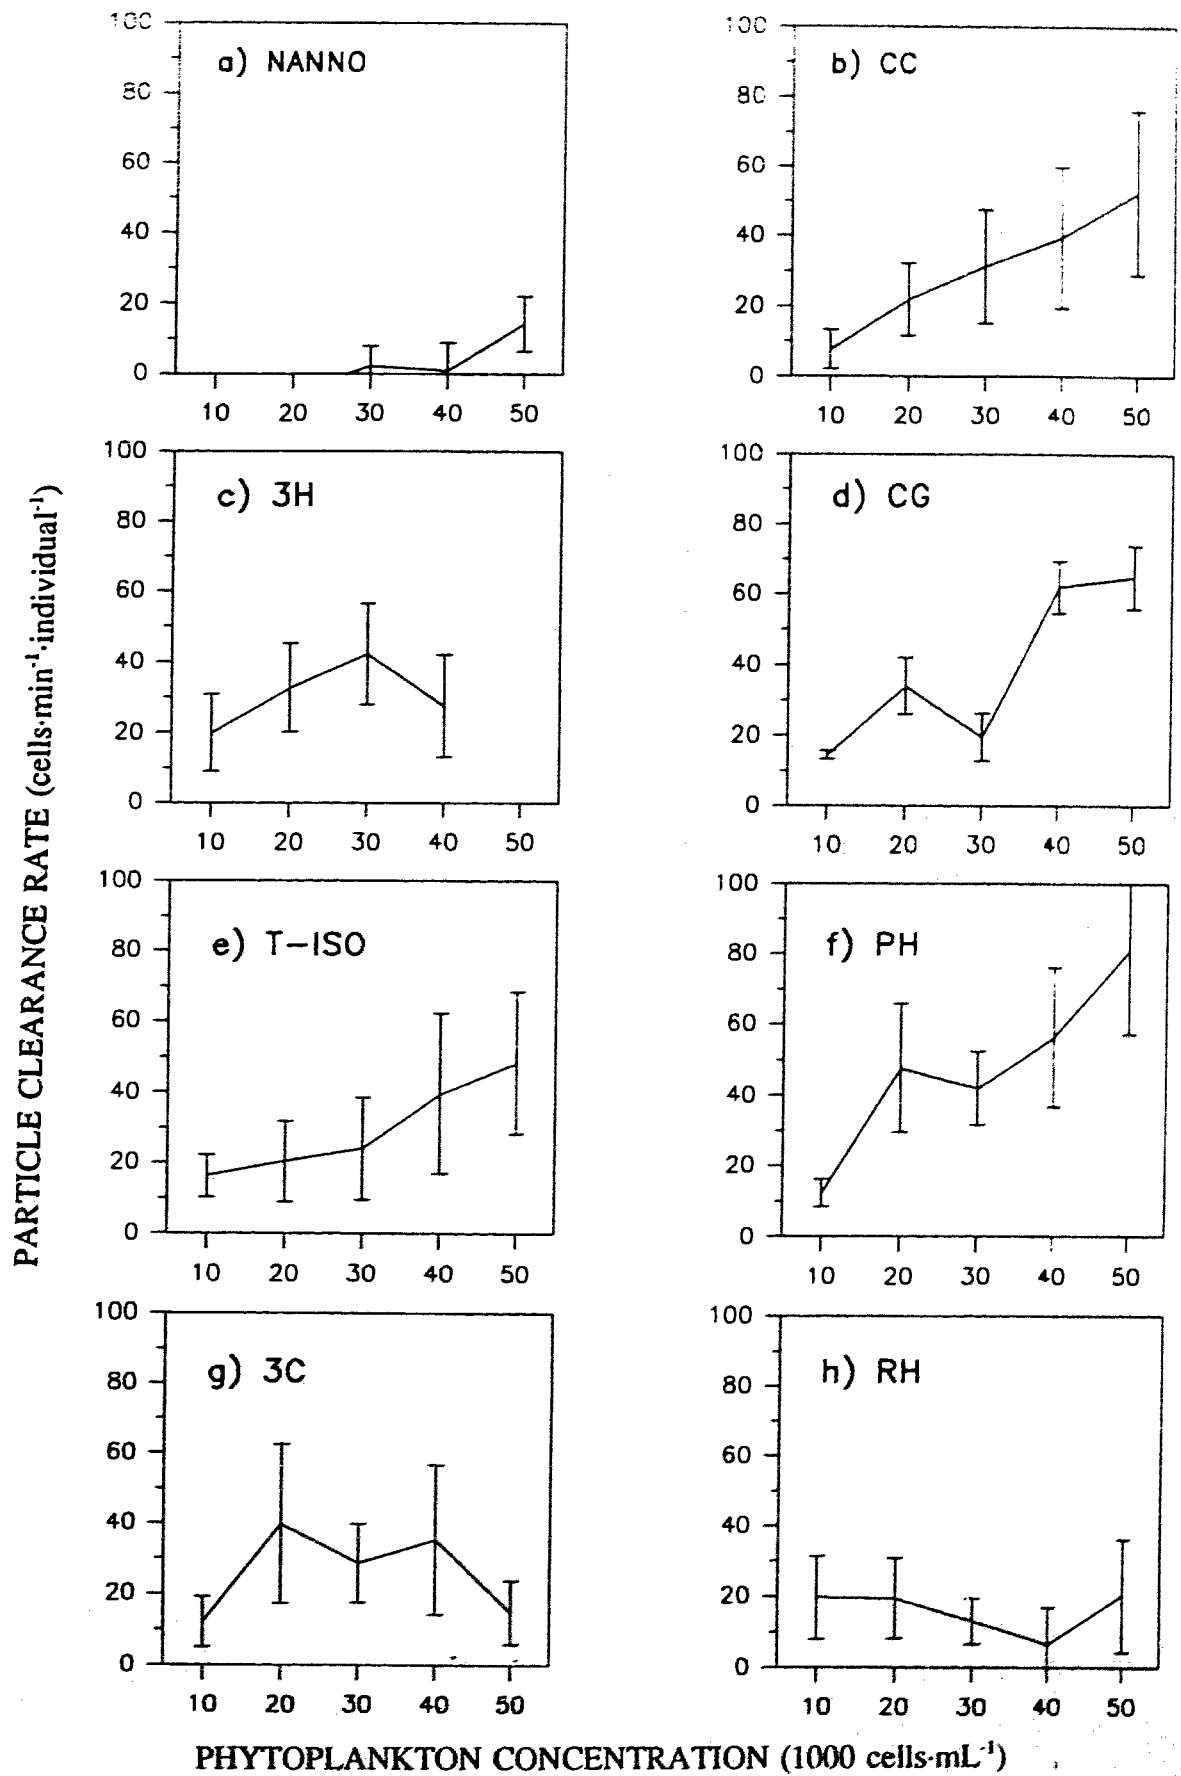 PARTICLE CLEARANCE RATE (cells·min⁻¹·individual⁻¹)
a) NANNO
100
80
60
40
20
0
10 20 30 40 50
b) CC
100
80
60
40
20
0
10 20 30 40 50
c) 3H
100
80
60
40
20
0
10 20 30 40 50
d) CG
100
80
60
40
20
0
10 20 30 40 50
e) T-ISO
100
80
60
40
20
0
10 20 30 40 50
f) PH
100
80
60
40
20
0
10 20 30 40 50
g) 3C
100
80
60
40
20
0
10 20 30 40 50
h) RH
100
80
60
40
20
0
10 20 30 40 50
PHYTOPLANKTON CONCENTRATION (1000 cells·mL⁻¹)